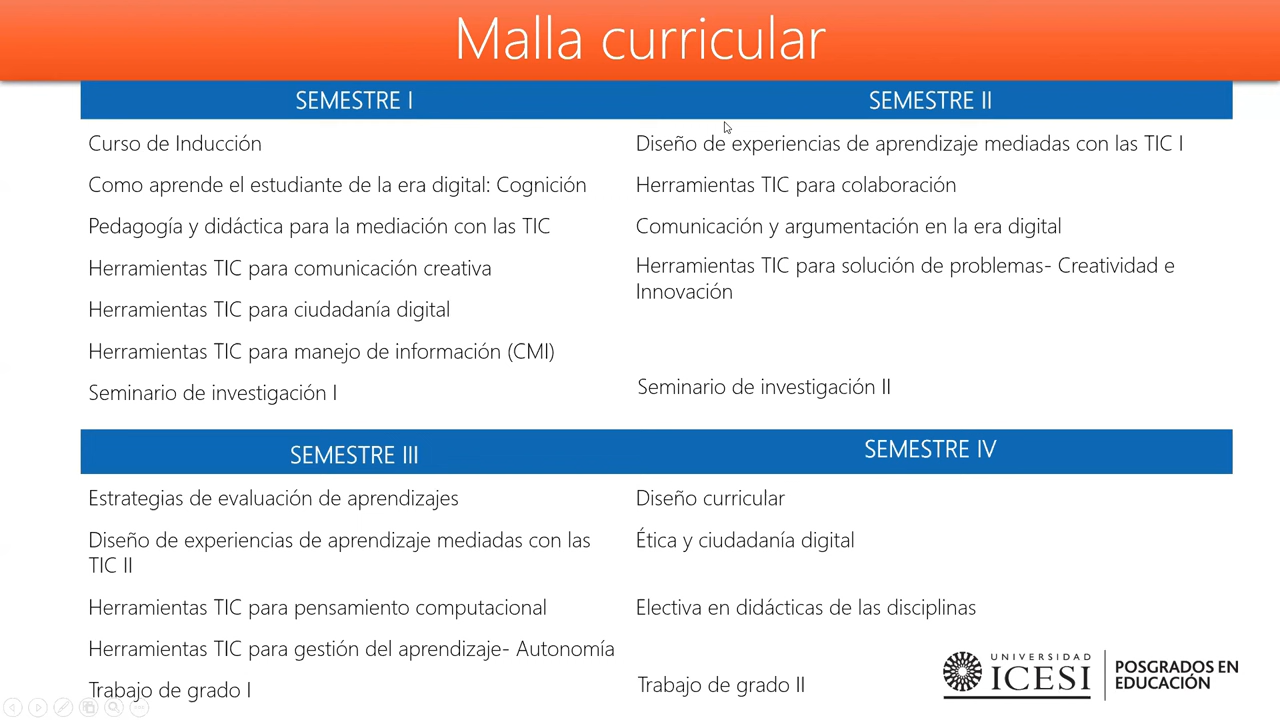 Malla curricular
SEMESTRE I
Curso de Inducción
Como aprende el estudiante de la era digital: Cognición
Pedagogía y didáctica para la mediación con las TIC
Herramientas TIC para comunicación creativa
Herramientas TIC para ciudadanía digital
Herramientas TIC para manejo de información (CMI)
Seminario de investigación I
SEMESTRE II
Diseño de experiencias de aprendizaje mediadas con las TIC I
Herramientas TIC para colaboración
Comunicación y argumentación en la era digital
Herramientas TIC para solución de problemas- Creatividad e
Innovación
Seminario de investigación II
SEMESTRE III
Estrategias de evaluación de aprendizajes
Diseño de experiencias de aprendizaje mediadas con las
TIC II
Herramientas TIC para pensamiento computacional
Herramientas TIC para gestión del aprendizaje- Autonomía
Trabajo de grado I
SEMESTRE IV
Diseño curricular
Ética y ciudadanía digital
Electiva en didácticas de las disciplinas
Trabajo de grado II
UNIVERSIDAD
ICESI
POSGRADOS EN
EDUCACIÓN